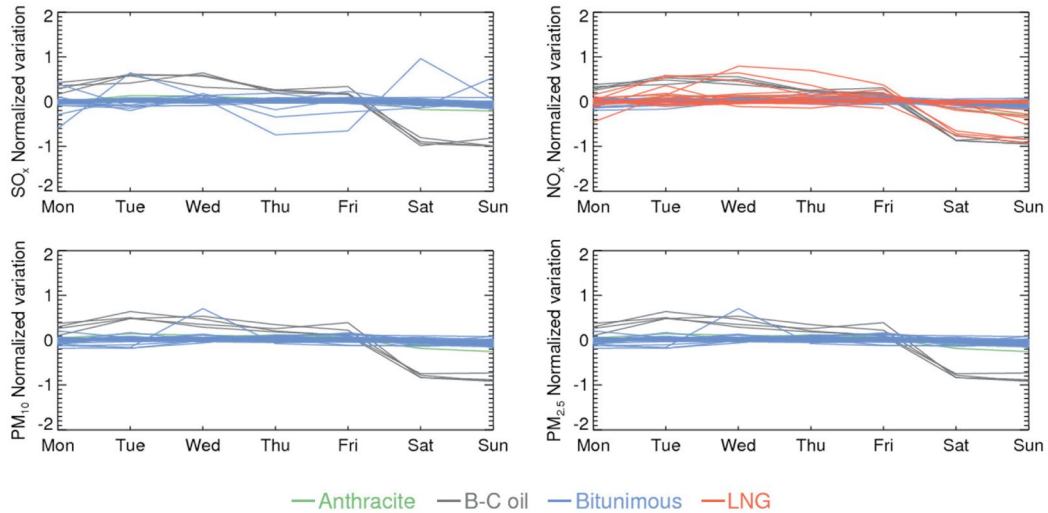 SOx Normalized variation
2
1
0
-1
-2
Mon Tue Wed Thu Fri Sat Sun
NOx Normalized variation
2
1
0
-1
-2
Mon Tue Wed Thu Fri Sat Sun
PM10 Normalized variation
2
1
0
-1
-2
Mon Tue Wed Thu Fri Sat Sun
PM2.5 Normalized variation
2
1
0
-1
-2
Mon Tue Wed Thu Fri Sat Sun
Anthracite B-C oil Bitunimous LNG